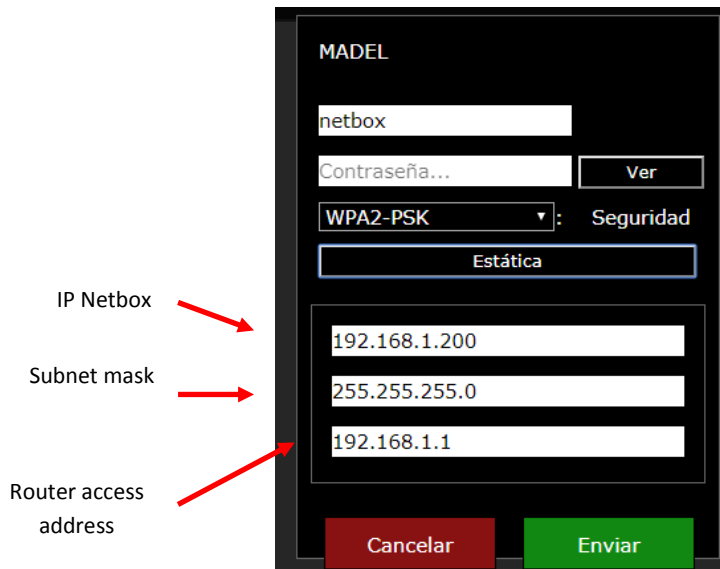 MADEL
netbox
Contraseña...
Ver
WPA2-PSK
: Seguridad
Estática
IP Netbox
192.168.1.200
Subnet mask
255.255.255.0
192.168.1.1
Router access
address
Cancelar
Enviar